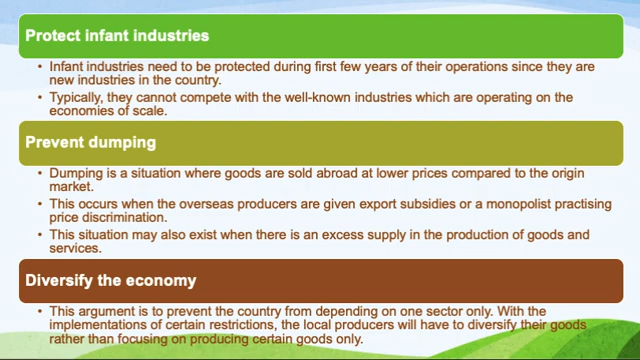 Protect infant industries
• Infant industries need to be protected during first few years of their operations since they are
new industries in the country.
• Typically, they cannot compete with the well-known industries which are operating on the
economies of scale.
Prevent dumping
• Dumping is a situation where goods are sold abroad at lower prices compared to the origin
market.
• This occurs when the overseas producers are given export subsidies or a monopolist practising
price discrimination.
• This situation may also exist when there is an excess supply in the production of goods and
services.
Diversify the economy
• This argument is to prevent the country from depending on one sector only. With the
implementations of certain restrictions, the local producers will have to diversify their goods
rather than focusing on producing certain goods only.